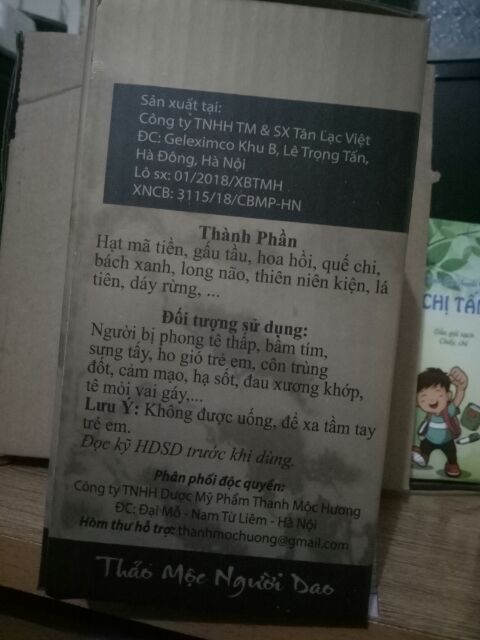 Sản xuất tại:
Công ty TNHH TM & SX Tân Lạc Việt
ĐC: Geleximco Khu B, Lê Trọng Tấn,
Hà Đông, Hà Nội
Lô sx: 01/2018/XBTMH
XNCB: 3115/18/CBMP-HN
Thành Phần
Hạt mã tiền, gấu tầu, hoa hồi, quế chi,
bách xanh, long não, thiên niên kiện, lá
tiên, dáy rừng, ...
Đối tượng sử dụng:
Người bị phong tê thấp, bầm tím,
sưng tấy, ho gió trẻ em, côn trùng
đốt, cảm mạo, hạ sốt, đau xương khớp,
tê mỏi vai gáy,...
Lưu Ý: Không được uống, để xa tầm tay
trẻ em.
Đọc kỹ HDSD trước khi dùng.
Phân phối độc quyền:
Công ty TNHH Dược Mỹ Phẩm Thanh Mộc Hương
ĐC: Đại Mỗ - Nam Từ Liêm - Hà Nội
Hòm thư hỗ trợ: thanhmochuong@gmail.com
Thảo Mộc Người Dao
CHỊ TẤ
Dầu gội sạch
Chấy, chí